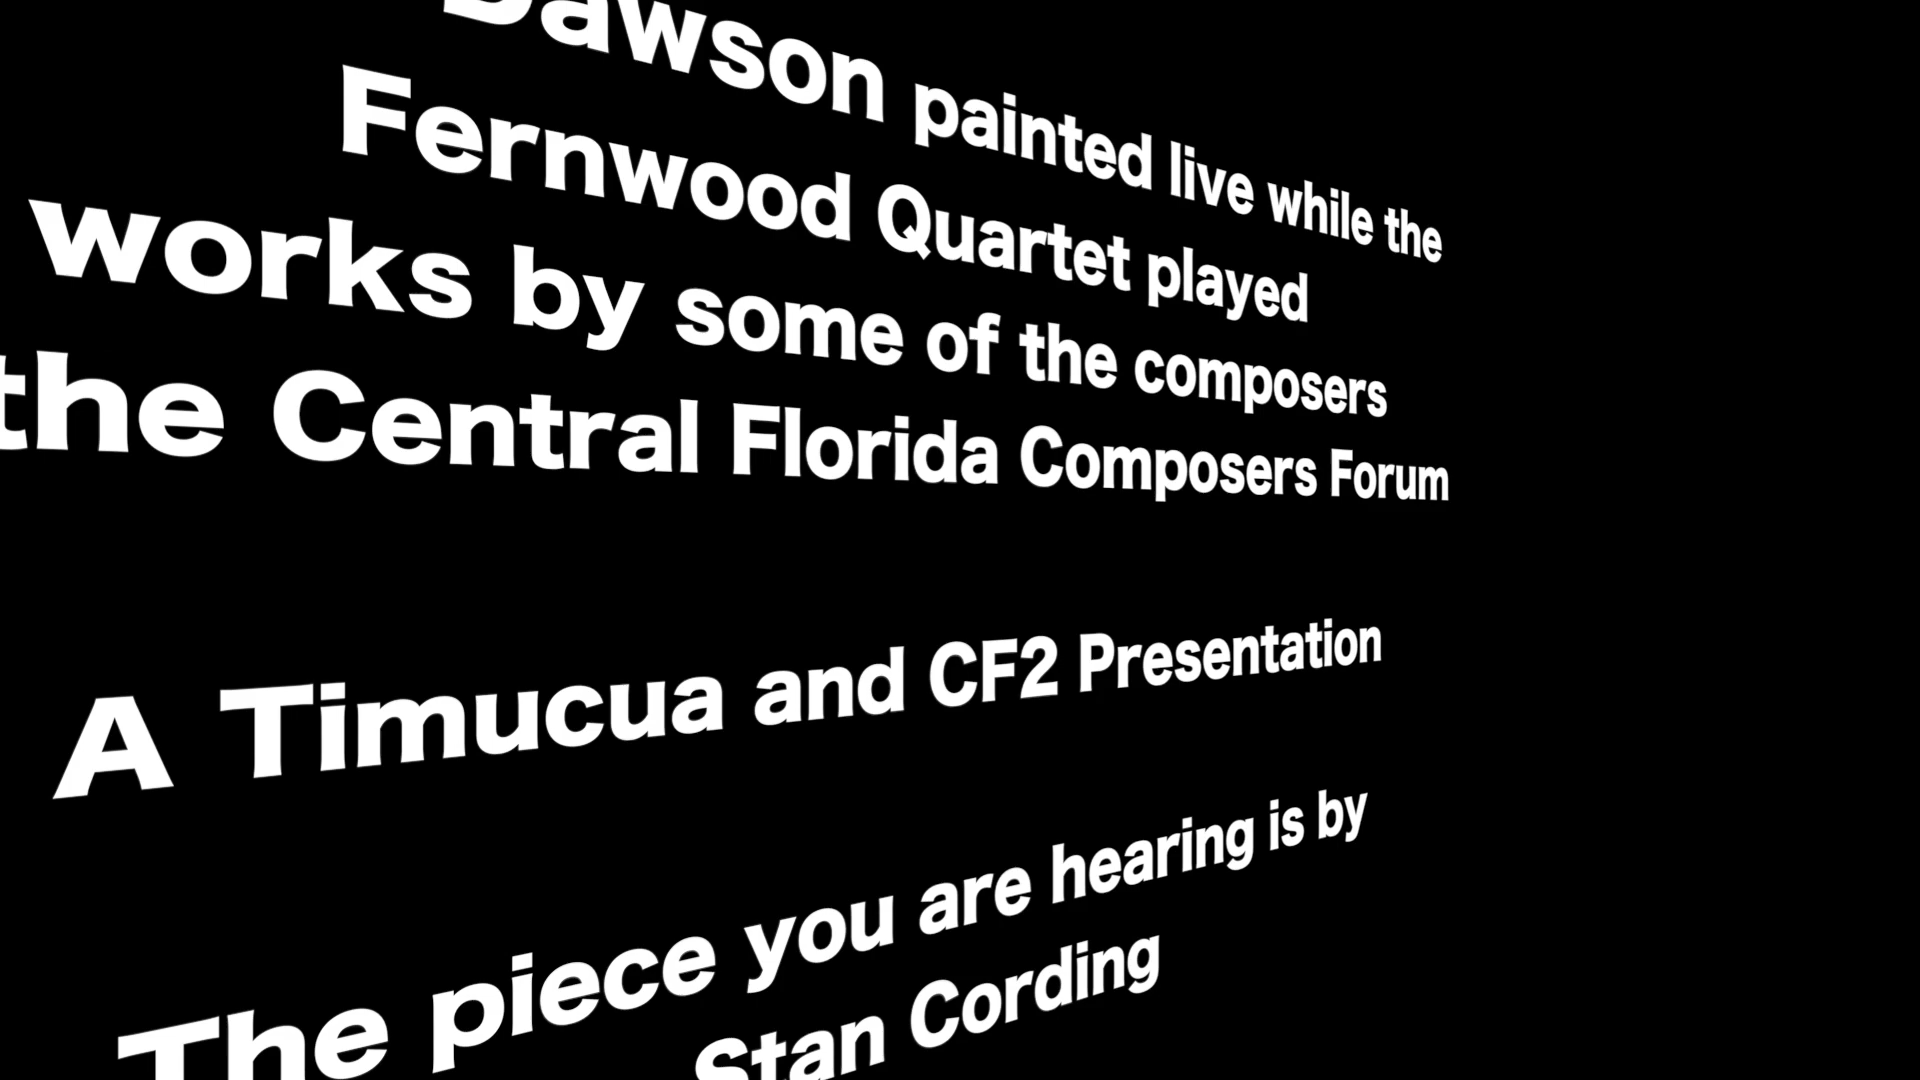 Dawson painted live while the
Fernwood Quartet played
works by some of the composers
the Central Florida Composers Forum
A Timucua and CF2 Presentation
The piece you are hearing is by
Stan Cording